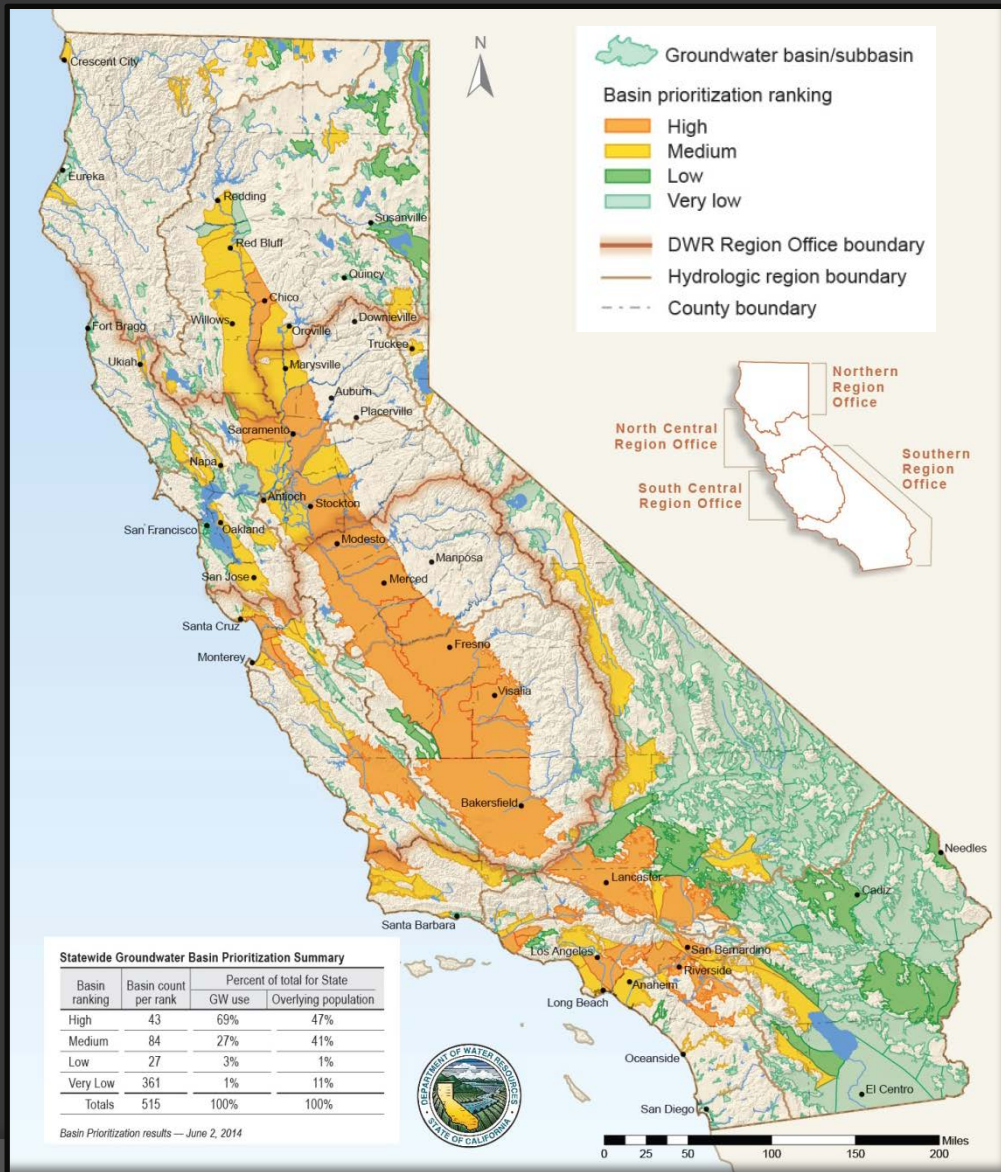 N
Groundwater basin/subbasin
Basin prioritization ranking
High
Medium
Low
Very low
DWR Region Office boundary
Hydrologic region boundary
County boundary
Northern
Region
Office
North Central
Region Office
Southern
Region
Office
South Central
Region Office
Crescent City
Eureka
Redding
Susanville
Red Bluff
Quincy
Chico
Fort Bragg
Willows
Oroville
Downieville
Truckee
Ukiah
Marysville
Auburn
Placerville
Sacramento
Napa
Antioch
Stockton
San Francisco
Oakland
Modesto
Mariposa
San Jose
Merced
Santa Cruz
Fresno
Monterey
Visalia
Bakersfield
Needles
Lancaster
Cadiz
Santa Barbara
Los Angeles
San Bernardino
Riverside
Anaheim
Long Beach
Oceanside
El Centro
San Diego
Statewide Groundwater Basin Prioritization Summary
Basin ranking Basin count per rank Percent of total for State
GW use Overlying population
High 43 69% 47%
Medium 84 27% 41%
Low 27 3% 1%
Very Low 361 1% 11%
Totals 515 100% 100%
Basin Prioritization results — June 2, 2014
DEPARTMENT OF WATER RESOURCES
STATE OF CALIFORNIA
Miles
0 25 50 100 150 200